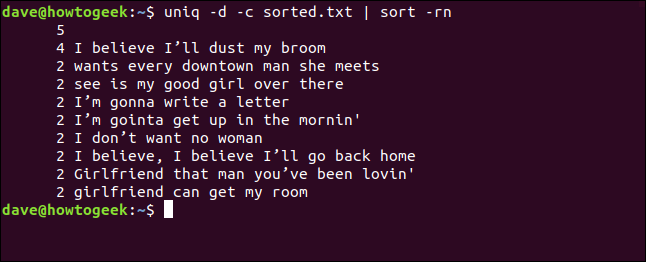 dave@howtogeek:~$ uniq -d -c sorted.txt | sort -rn
5
4 I believe I’ll dust my broom
2 wants every downtown man she meets
2 see is my good girl over there
2 I’m gonna write a letter
2 I’m gointa get up in the mornin'
2 I don’t want no woman
2 I believe, I believe I’ll go back home
2 Girlfriend that man you’ve been lovin'
2 girlfriend can get my room
dave@howtogeek:~$